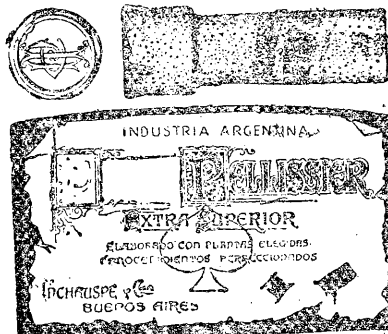 INDUSTRIA ARGENTINA
PELLISSIER
EXTRA SUPERIOR
ELABORADO CON PLANTAS ELEGIDAS.
PROCEDIMIENTOS PERFECCIONADOS
INCHAUSPE y Cia
BUENOS AIRES